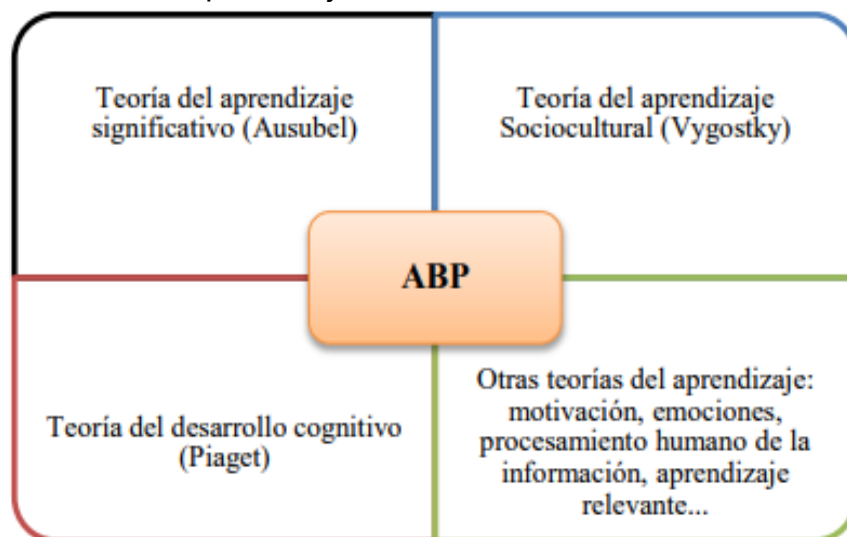 Teoría del aprendizaje
significativo (Ausubel)
Teoría del aprendizaje
Sociocultural (Vygostky)
ABP
Teoría del desarrollo cognitivo
(Piaget)
Otras teorías del aprendizaje:
motivación, emociones,
procesamiento humano de la
información, aprendizaje
relevante...